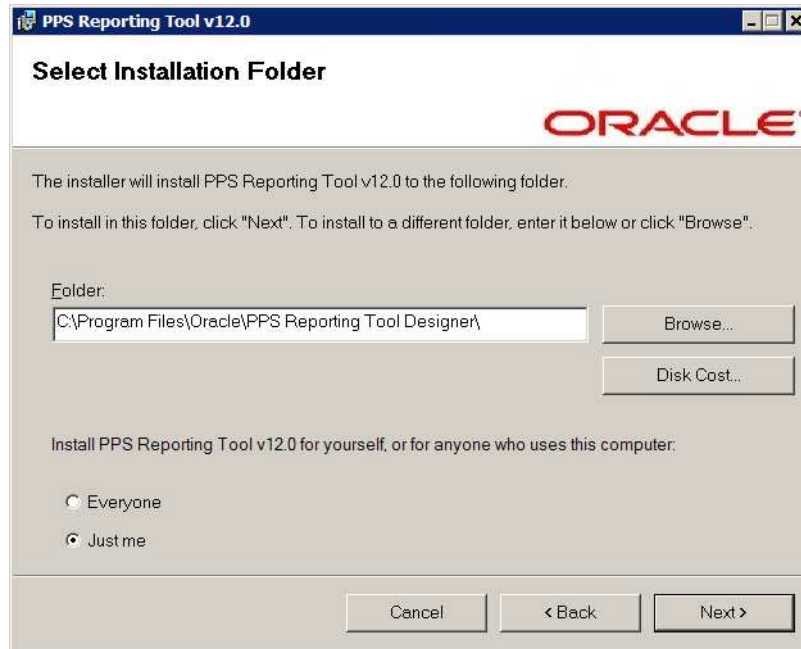 PPS Reporting Tool v12.0
Select Installation Folder
ORACLE
The installer will install PPS Reporting Tool v12.0 to the following folder.
To install in this folder, click "Next". To install to a different folder, enter it below or click "Browse".
Folder:
C:\Program Files\Oracle\PPS Reporting Tool Designer\
Browse...
Disk Cost...
Install PPS Reporting Tool v12.0 for yourself, or for anyone who uses this computer:
Everyone
Just me
Cancel < Back Next >